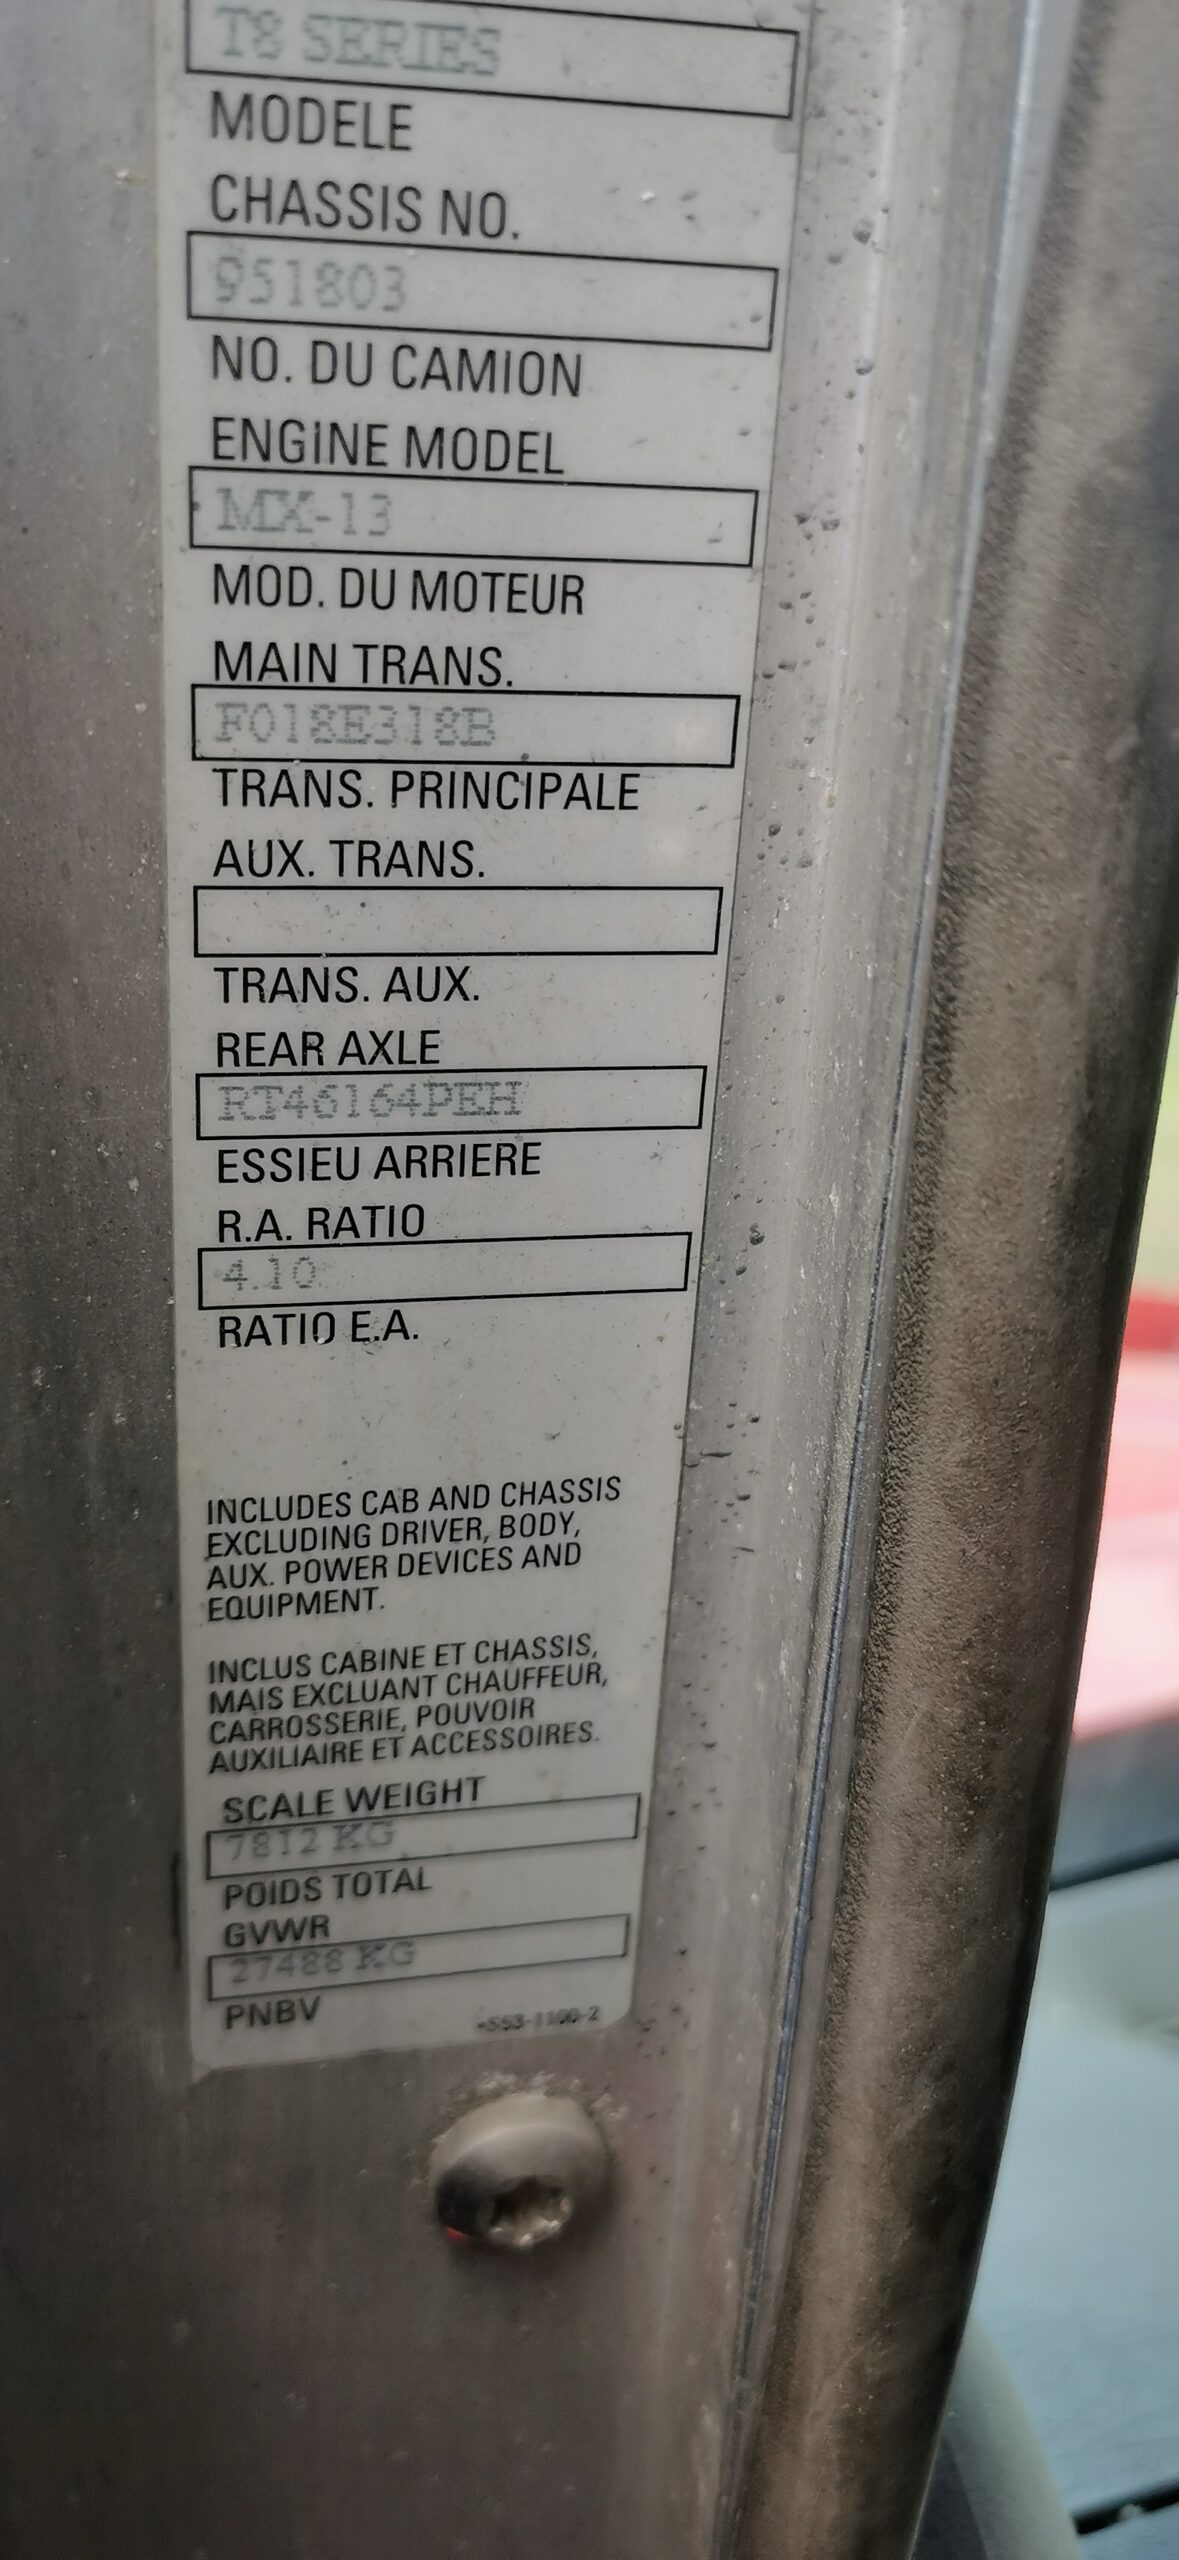 T8 SERIES
MODELE
CHASSIS NO.
951803
NO. DU CAMION
ENGINE MODEL
MX-13
MOD. DU MOTEUR
MAIN TRANS.
F018E318B
TRANS. PRINCIPALE
AUX. TRANS.
TRANS. AUX.
REAR AXLE
RT46164PEH
ESSIEU ARRIERE
R.A. RATIO
4.10
RATIO E.A.
INCLUDES CAB AND CHASSIS
EXCLUDING DRIVER, BODY,
AUX. POWER DEVICES AND
EQUIPMENT.
INCLUS CABINE ET CHASSIS,
MAIS EXCLUANT CHAUFFEUR,
CARROSSERIE, POUVOIR
AUXILIAIRE ET ACCESSOIRES.
SCALE WEIGHT
7812 KG
POIDS TOTAL
GVWR
27488 KG
PNBV
•S53-1100-2